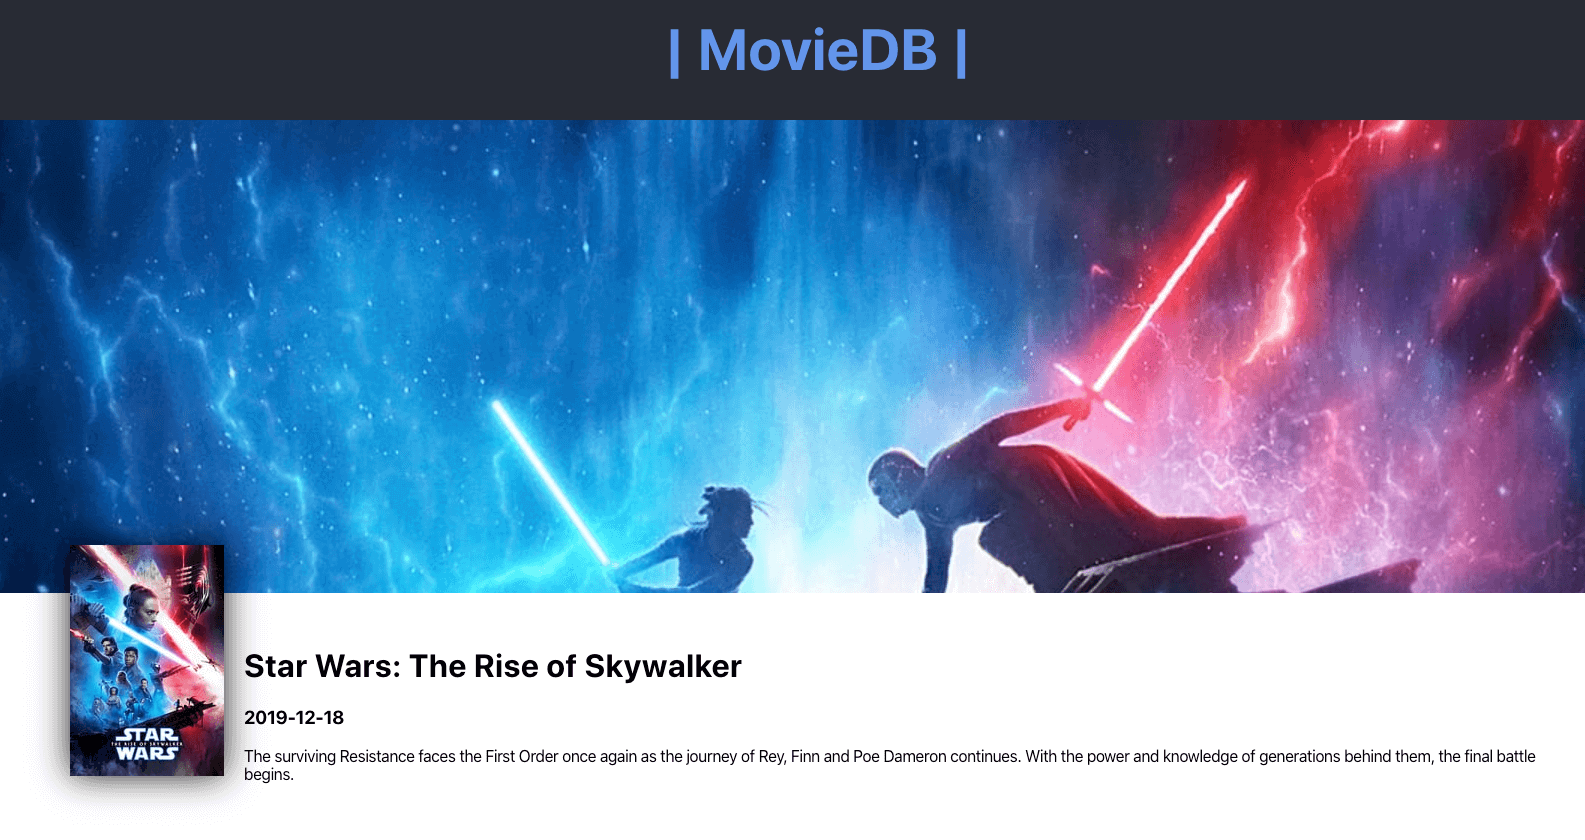 | MovieDB |
STAR
THE RISE OF SKYWALKER
WARS
Star Wars: The Rise of Skywalker
2019-12-18
The surviving Resistance faces the First Order once again as the journey of Rey, Finn and Poe Dameron continues. With the power and knowledge of generations behind them, the final battle
begins.